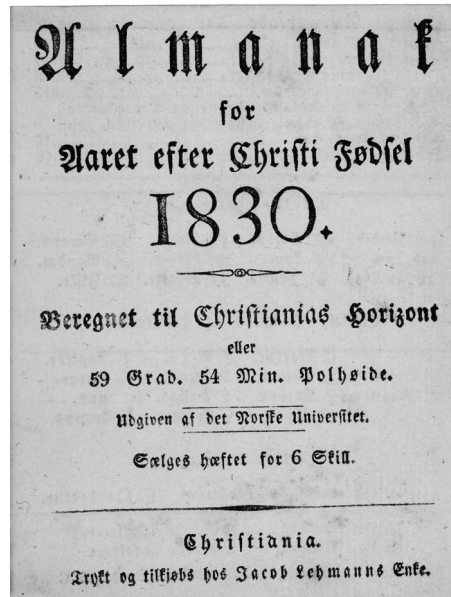 Almanak
for
Aaret efter Christi Fødsel
1830.
Beregnet til Christianias Horizont
eller
59 Grad. 54 Min. Polhøide.
Udgiven af det Norske Universitet.
Sælges hæftet for 6 Skill.
Christiania.
Trykt og tilkjøbs hos Jacob Lehmanns Enke.